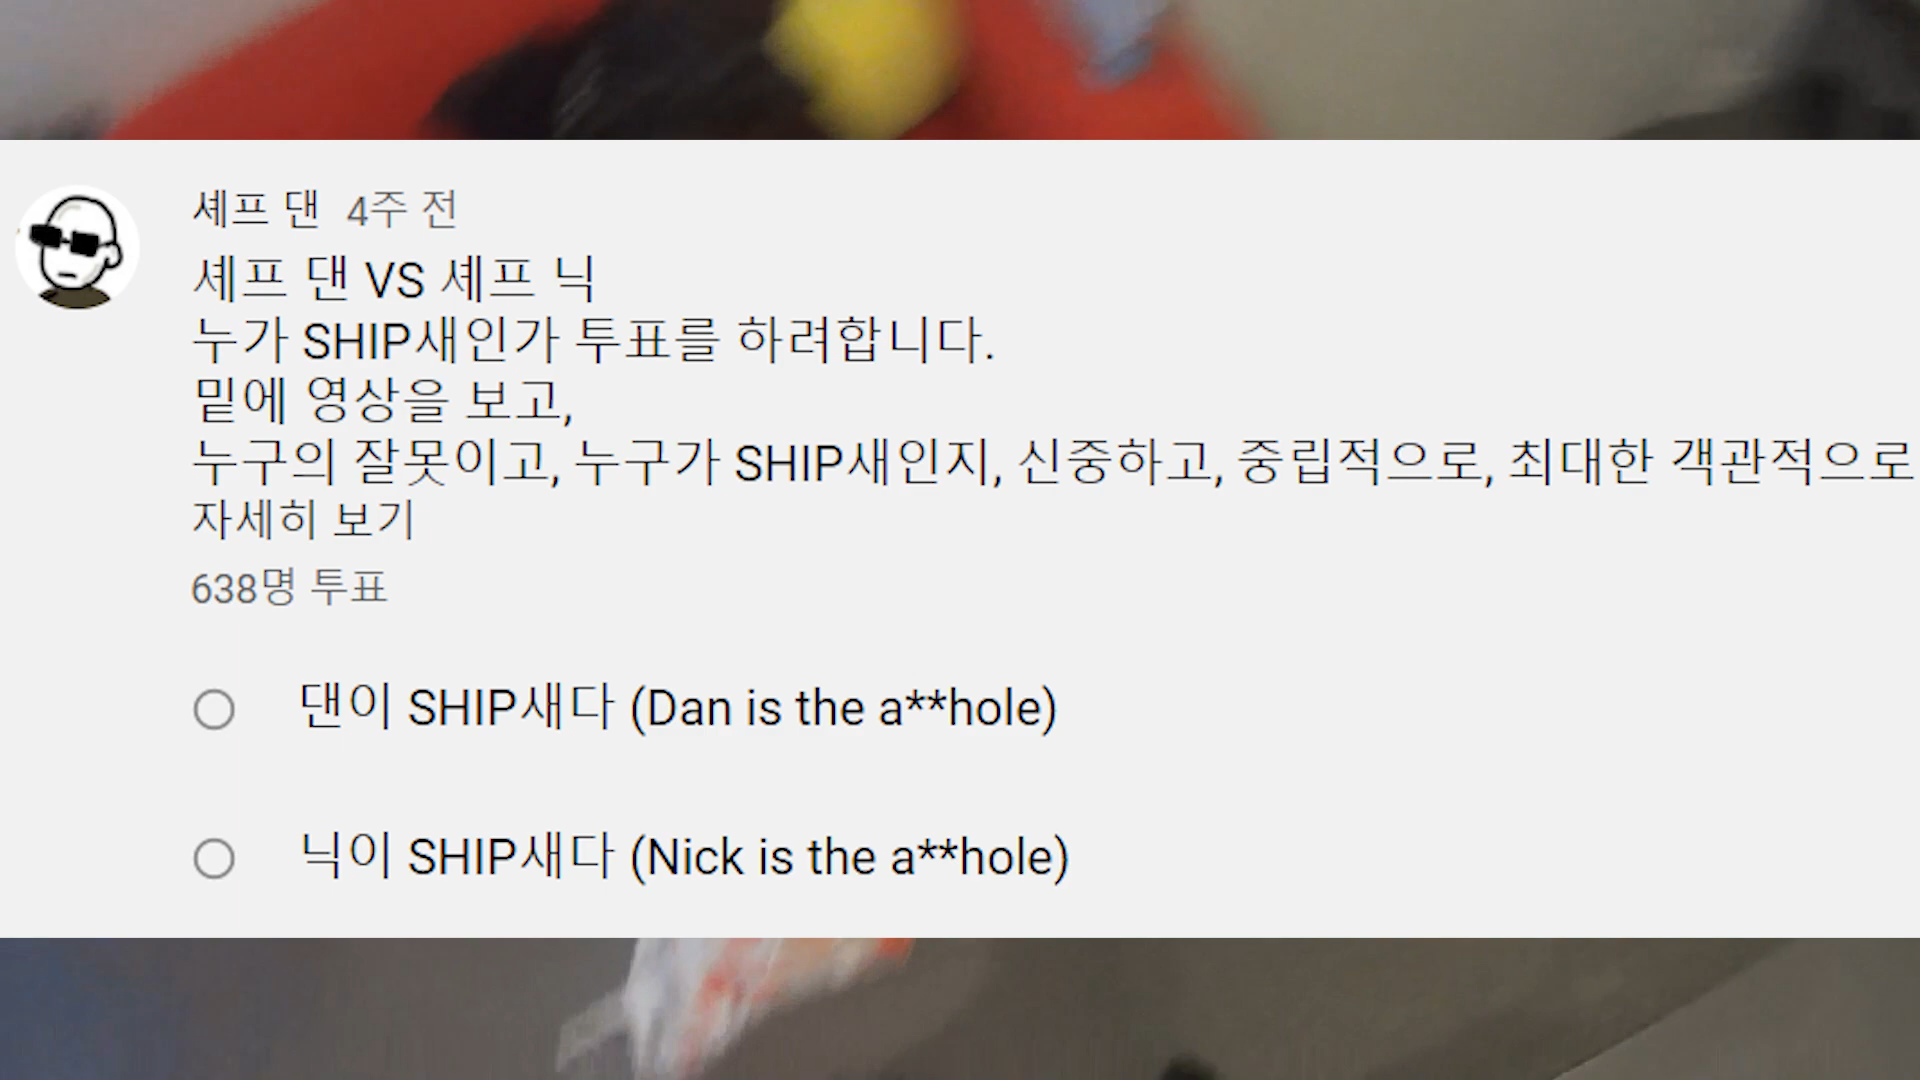 셰프 댄 4주 전
셰프 댄 VS 셰프 닉
누가 SHIP새인가 투표를 하려합니다.
밑에 영상을 보고,
누구의 잘못이고, 누구가 SHIP새인지, 신중하고, 중립적으로, 최대한 객관적으로
자세히 보기
638명 투표
댄이 SHIP새다 (Dan is the a**hole)
닉이 SHIP새다 (Nick is the a**hole)